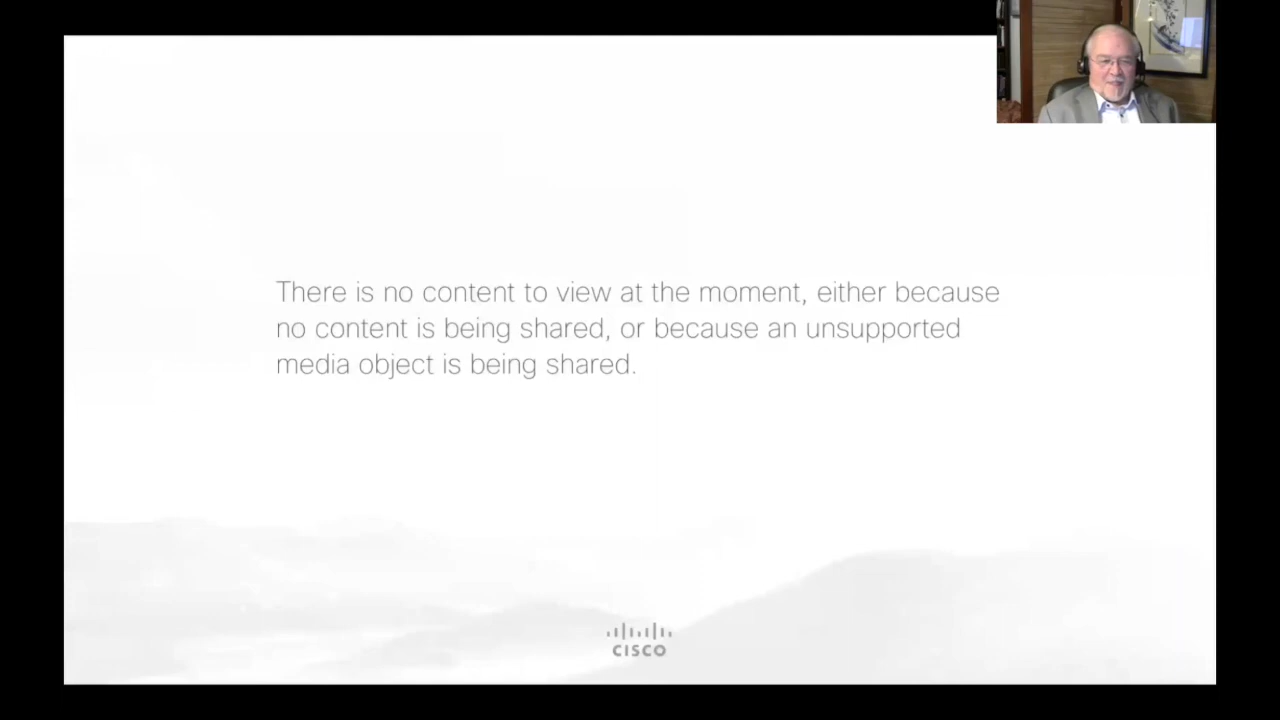 There is no content to view at the moment, either because
no content is being shared, or because an unsupported
media object is being shared.
CISCO